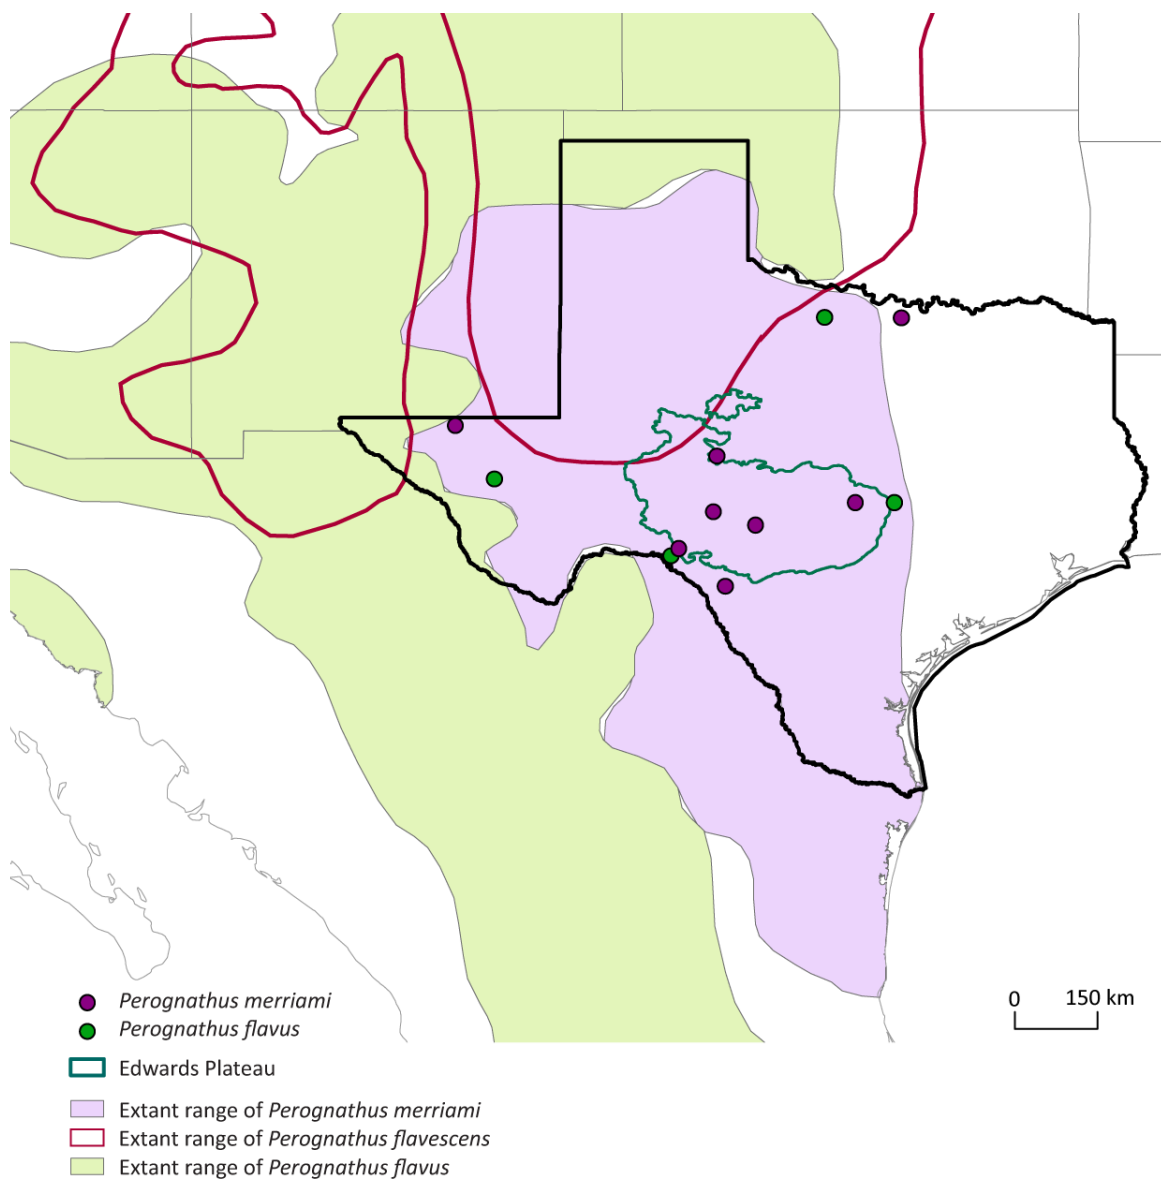 0 150 km
Perognathus merriami
Perognathus flavus
Edwards Plateau
Extant range of Perognathus merriami
Extant range of Perognathus flavescens
Extant range of Perognathus flavus